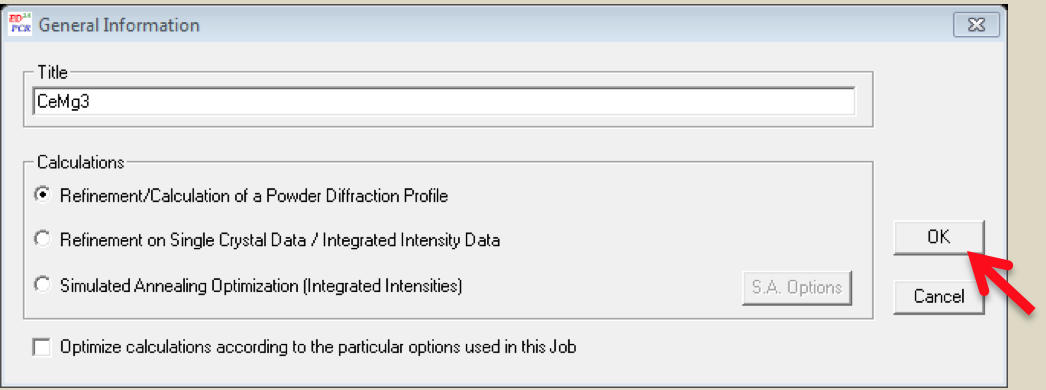 ED PCR General Information
Title
CeMg3
Calculations
Refinement/Calculation of a Powder Diffraction Profile
Refinement on Single Crystal Data / Integrated Intensity Data
OK
Simulated Annealing Optimization (Integrated Intensities)
S.A. Options
Cancel
Optimize calculations according to the particular options used in this Job